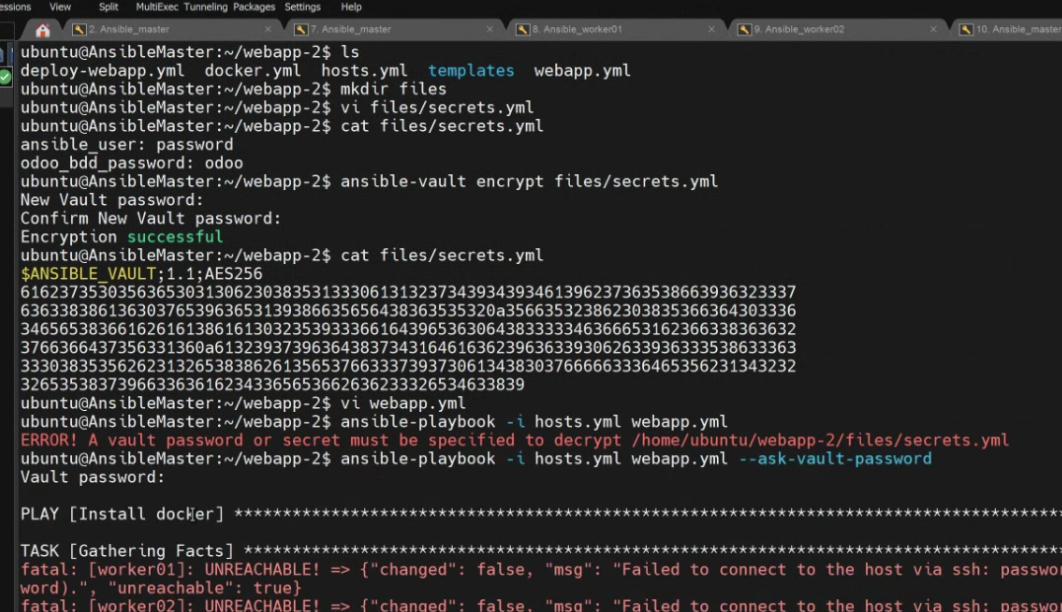 essions View Split MultiExec Tunneling Packages Settings Help
2. Ansible_master 7. Ansible_master 8. Ansible_worker01 9. Ansible_worker02 10. Ansible_master
ubuntu@AnsibleMaster:~/webapp-2$ ls
deploy-webapp.yml docker.yml hosts.yml templates webapp.yml
ubuntu@AnsibleMaster:~/webapp-2$ mkdir files
ubuntu@AnsibleMaster:~/webapp-2$ vi files/secrets.yml
ubuntu@AnsibleMaster:~/webapp-2$ cat files/secrets.yml
ansible_user: password
odoo_bdd_password: odoo
ubuntu@AnsibleMaster:~/webapp-2$ ansible-vault encrypt files/secrets.yml
New Vault password:
Confirm New Vault password:
Encryption successful
ubuntu@AnsibleMaster:~/webapp-2$ cat files/secrets.yml
$ANSIBLE_VAULT;1.1;AES256
ubuntu@AnsibleMaster:~/webapp-2$ vi webapp.yml
ubuntu@AnsibleMaster:~/webapp-2$ ansible-playbook -i hosts.yml webapp.yml
ERROR! A vault password or secret must be specified to decrypt /home/ubuntu/webapp-2/files/secrets.yml
ubuntu@AnsibleMaster:~/webapp-2$ ansible-playbook -i hosts.yml webapp.yml --ask-vault-password
Vault password:
PLAY [Install docker] ****************************************************************************
TASK [Gathering Facts] ***************************************************************************
fatal: [worker01]: UNREACHABLE! => {"changed": false, "msg": "Failed to connect to the host via ssh: passwo
word).", "unreachable": true}
fatal: [worker02]: UNREACHABLE! => {"changed": false, "msg": "Failed to connect to the host via ssh: passwo